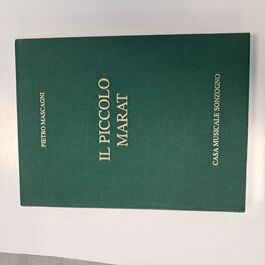 PIETRO MASCAGNI
IL PICCOLO
MARAT
CASA MUSICALE SONZOGNO